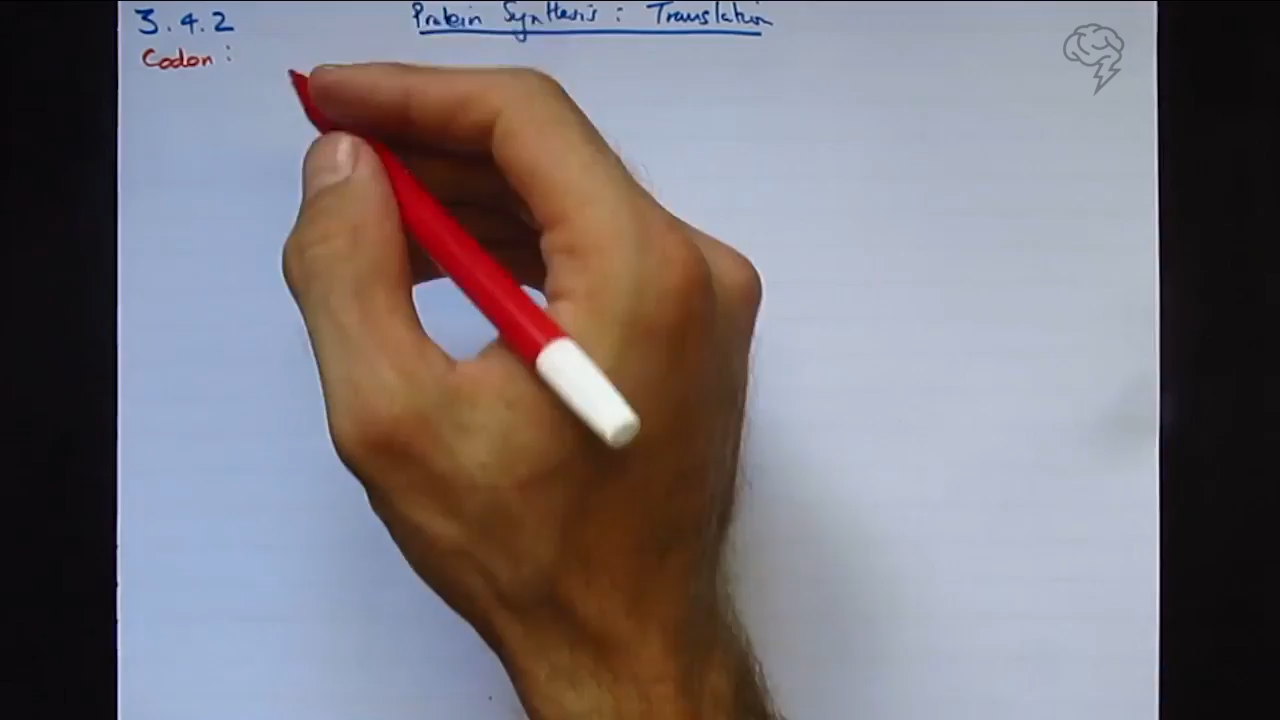 3.4.2 Protein Synthesis : Translation
Codon :